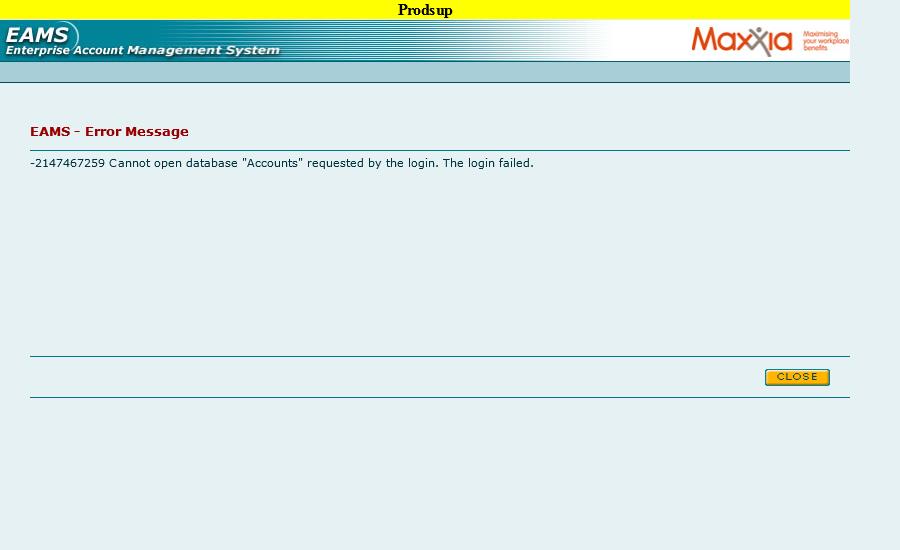 Prodsup
EAMS
Enterprise Account Management System
Maxxia
Maximising
your workplace
benefits
EAMS - Error Message
-2147467259 Cannot open database "Accounts" requested by the login. The login failed.
CLOSE